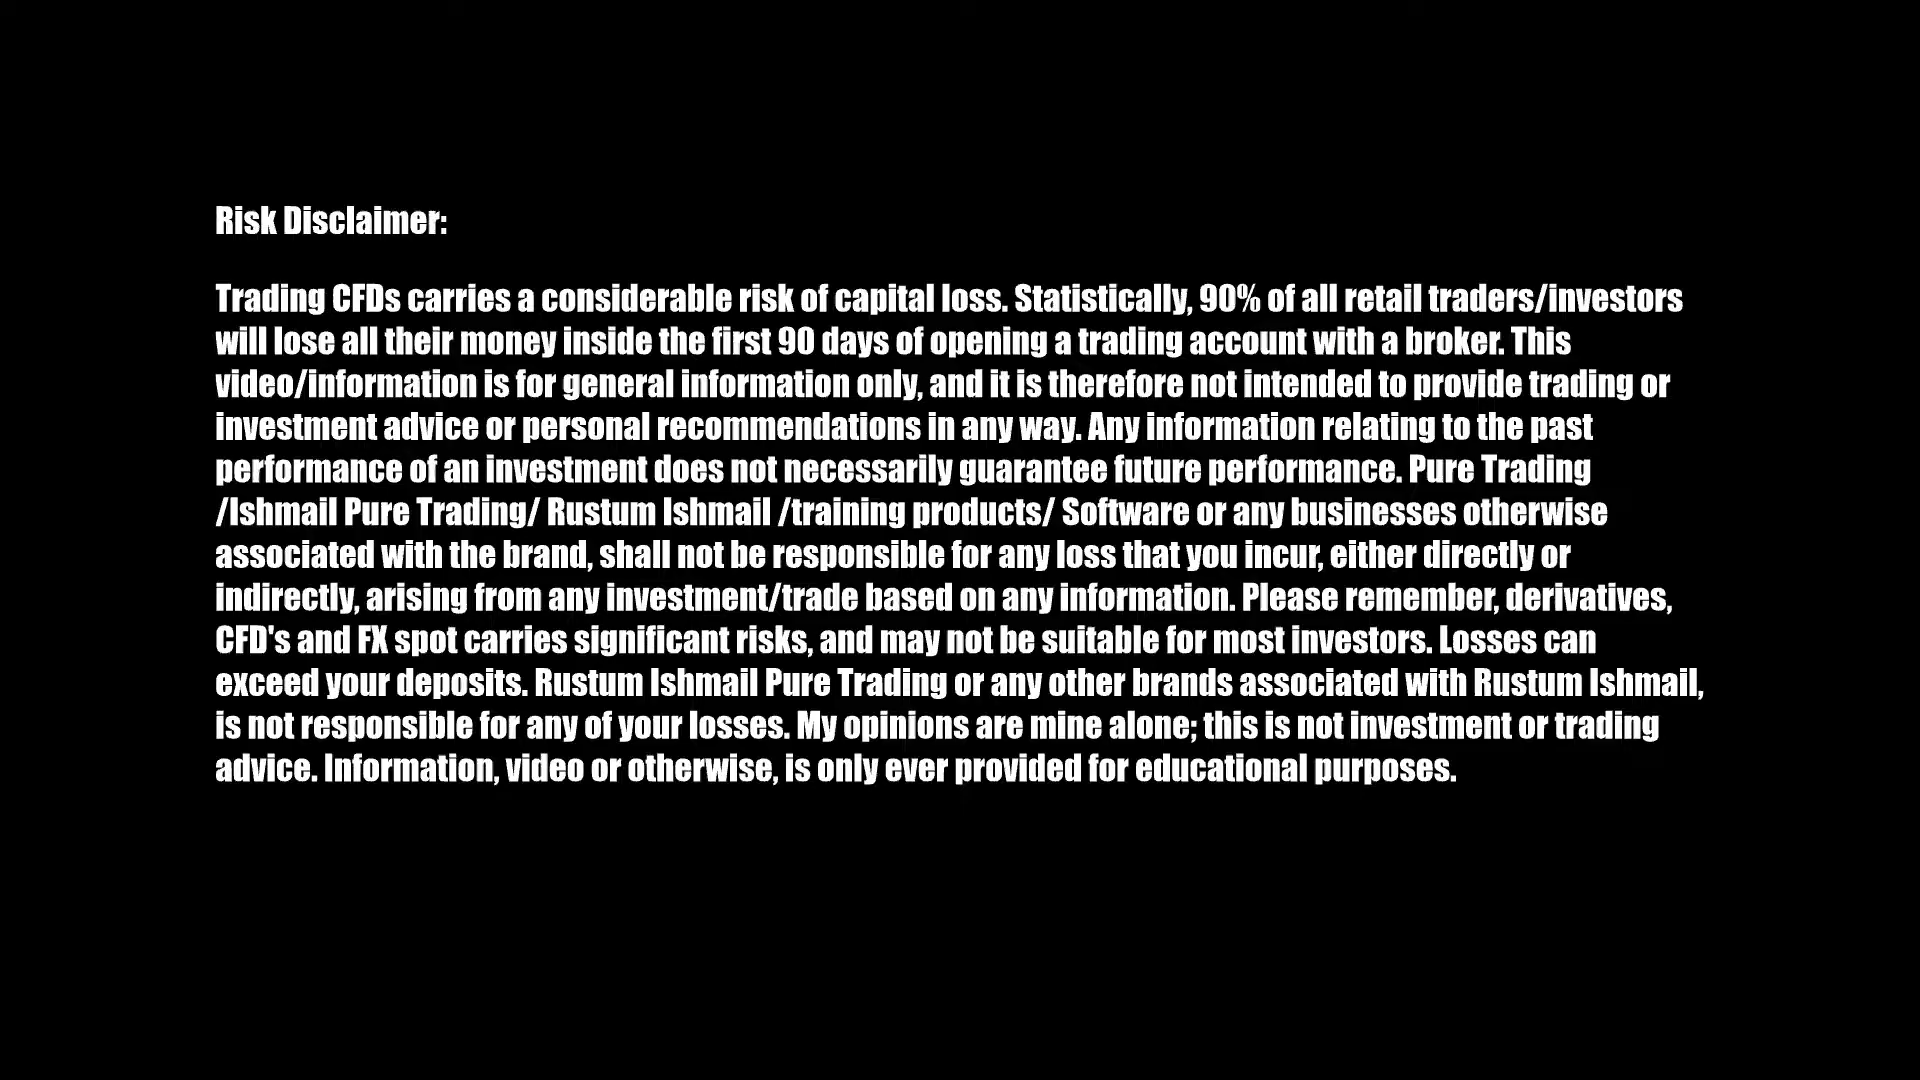 Risk Disclaimer:
Trading CFDs carries a considerable risk of capital loss. Statistically, 90% of all retail traders/investors
will lose all their money inside the first 90 days of opening a trading account with a broker. This
video/information is for general information only, and it is therefore not intended to provide trading or
investment advice or personal recommendations in any way. Any information relating to the past
performance of an investment does not necessarily guarantee future performance. Pure Trading
/Ishmail Pure Trading/ Rustum Ishmail /training products/ Software or any businesses otherwise
associated with the brand, shall not be responsible for any loss that you incur, either directly or
indirectly, arising from any investment/trade based on any information. Please remember, derivatives,
CFD's and FX spot carries significant risks, and may not be suitable for most investors. Losses can
exceed your deposits. Rustum Ishmail Pure Trading or any other brands associated with Rustum Ishmail,
is not responsible for any of your losses. My opinions are mine alone; this is not investment or trading
advice. Information, video or otherwise, is only ever provided for educational purposes.